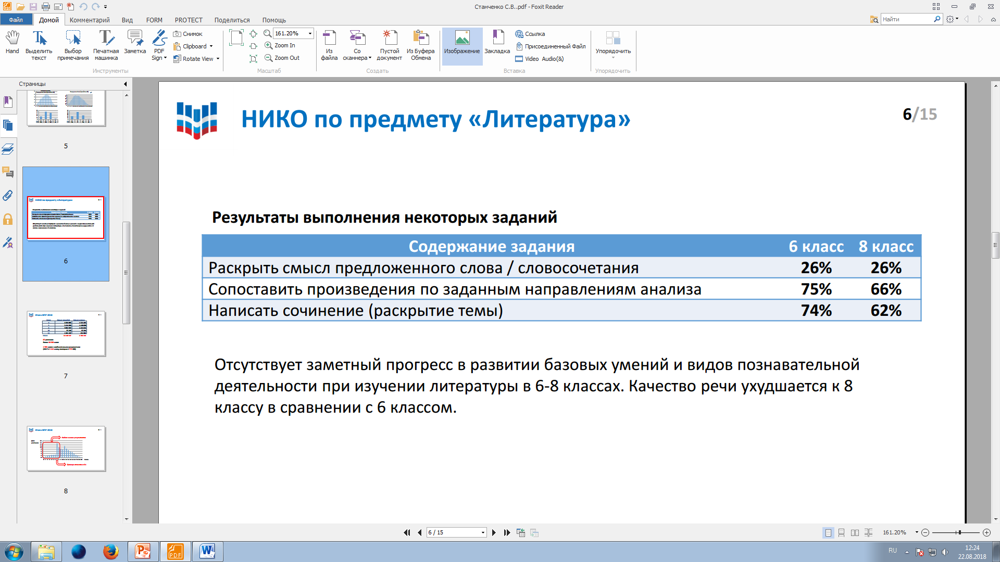 Станченко С.В..pdf - Foxit Reader
Файл
Домой
Комментарий
Вид
FORM
PROTECT
Поделиться
Помощь
Найти
Hand
Выделить текст
Выбор примечания
Печатная машинка
Заметка
PDF Sign
Снимок
Clipboard
Rotate View
161.20%
Zoom In
Zoom Out
Из файла
Со сканнера
Пустой документ
Из Буфера Обмена
Изображение
Закладка
Ссылка
Присоединенный Файл
Video Audio(&)
Упорядочить
Инструменты
Масштаб
Создать
Вставка
Упорядочить
Страницы
5
6
7
8
НИКО по предмету «Литература»
6/15
Результаты выполнения некоторых заданий
Содержание задания 6 класс 8 класс
Раскрыть смысл предложенного слова / словосочетания 26% 26%
Сопоставить произведения по заданным направлениям анализа 75% 66%
Написать сочинение (раскрытие темы) 74% 62%
Отсутствует заметный прогресс в развитии базовых умений и видов познавательной
деятельности при изучении литературы в 6-8 классах. Качество речи ухудшается к 8
классу в сравнении с 6 классом.
6 / 15
161.20%
RU
12:24
22.08.2018